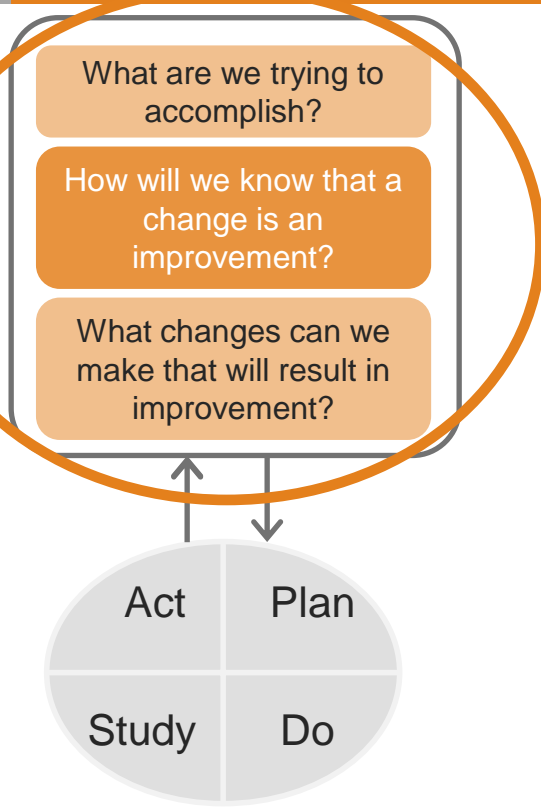 What are we trying to
accomplish?
How will we know that a
change is an
improvement?
What changes can we
make that will result in
improvement?
Act
Plan
Study
Do